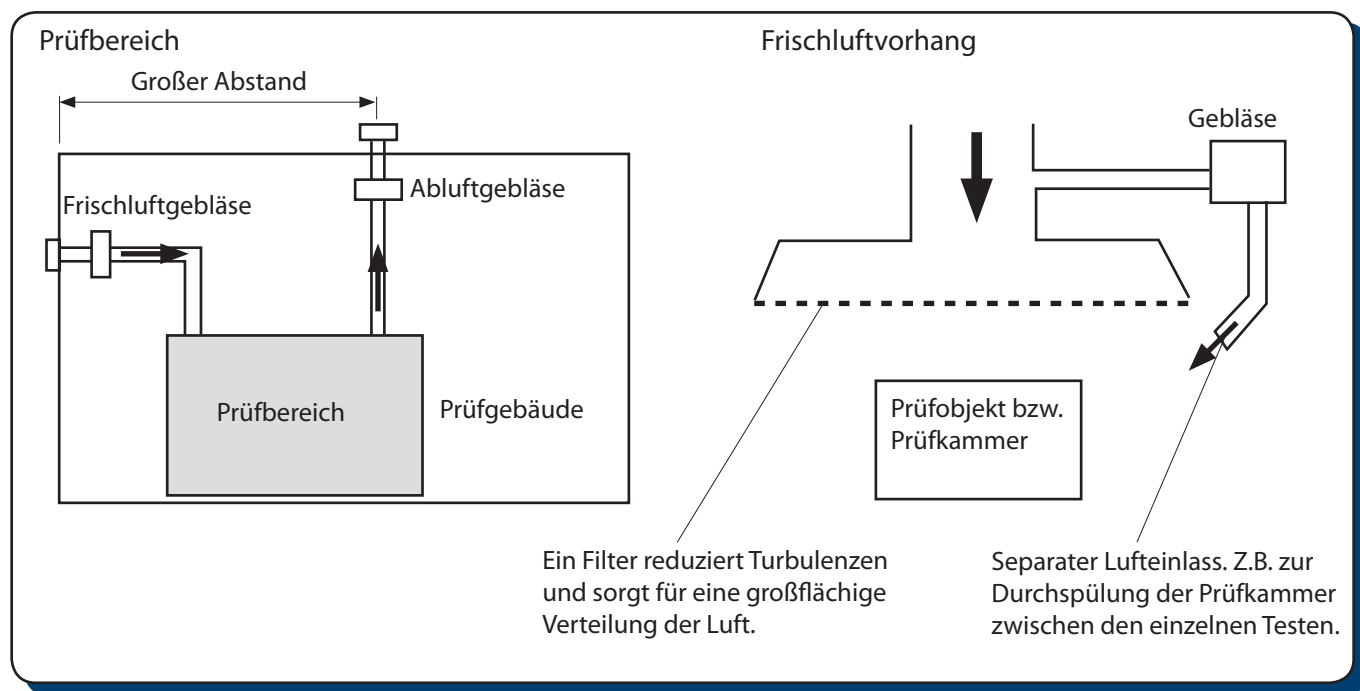 Prüfbereich
Großer Abstand
Abluftgebläse
Frischluftgebläse
Prüfbereich
Prüfgebäude
Frischluftvorhang
Gebläse
Prüfobjekt bzw.
Prüfkammer
Ein Filter reduziert Turbulenzen
und sorgt für eine großflächige
Verteilung der Luft.
Separater Lufteinlass. Z.B. zur
Durchspülung der Prüfkammer
zwischen den einzelnen Testen.